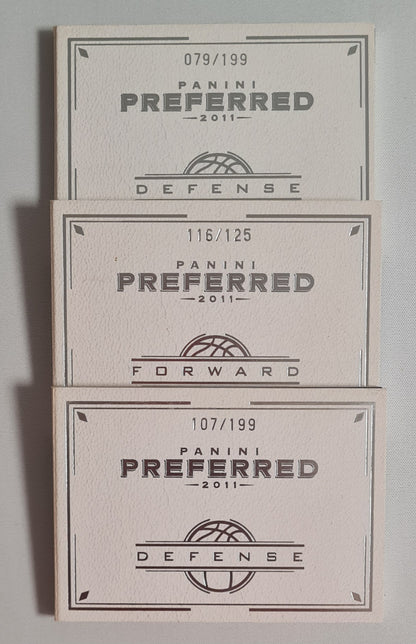 079/199
PANINI
PREFERRED
2011
DEFENSE
116/125
PANINI
PREFERRED
2011
FORWARD
107/199
PANINI
PREFERRED
2011
DEFENSE